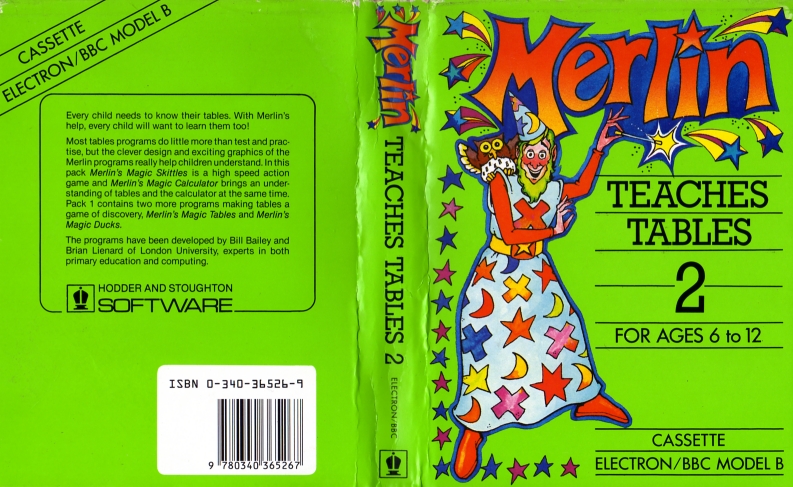 CASSETTE
ELECTRON/BBC MODEL B
Every child needs to know their tables. With Merlin's
help, every child will want to learn them too!
Most tables programs do little more than test and prac-
tise, but the clever design and exciting graphics of the
Merlin programs really help children understand. In this
pack Merlin's Magic Skittles is a high speed action
game and Merlin's Magic Calculator brings an under-
standing of tables and the calculator at the same time.
Pack 1 contains two more programs making tables a
game of discovery, Merlin's Magic Tables and Merlin's
Magic Ducks.
The programs have been developed by Bill Bailey and
Brian Lienard of London University, experts in both
primary education and computing.
HODDER AND STOUGHTON
SOFTWARE
ISBN 0-340-36526-9
9 780340 365267
Merlin TEACHES TABLES 2 ELECTRON/BBC
Merlin
TEACHES
TABLES
2
FOR AGES 6 to 12
CASSETTE
ELECTRON/BBC MODEL B